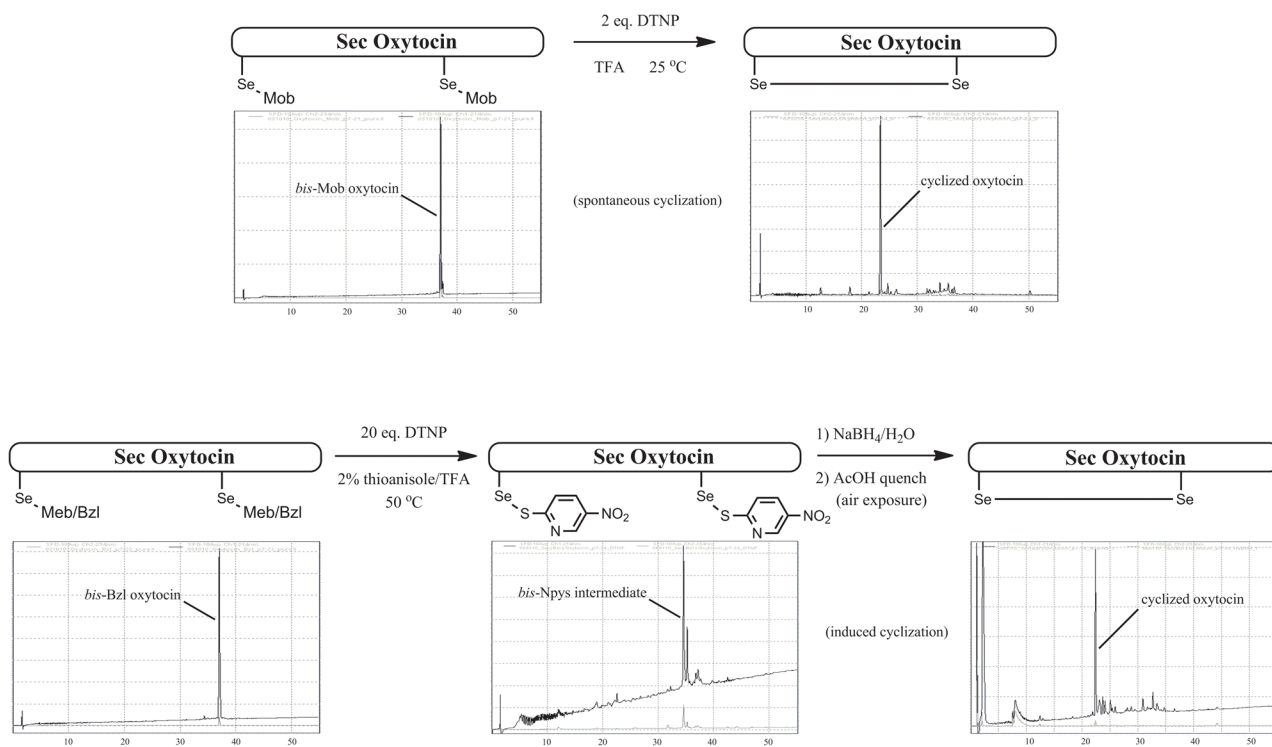 Sec Oxytocin
2 eq. DTNP
TFA 25 °C
Sec Oxytocin
Se
Mob
Se
Mob
Se
Se
bis-Mob oxytocin
(spontaneous cyclization)
cyclized oxytocin
10 20 30 40 50
10 20 30 40 50
Sec Oxytocin
20 eq. DTNP
2% thioanisole/TFA
50 °C
Sec Oxytocin
1) NaBH4/H2O
2) AcOH quench
(air exposure)
Sec Oxytocin
Se
Meb/Bzl
Se
Meb/Bzl
Se
S
N
NO2
Se
S
N
NO2
Se
Se
bis-Bzl oxytocin
bis-Npys intermediate
(induced cyclization)
cyclized oxytocin
10 20 30 40 50
10 20 30 40 50
10 20 30 40 50